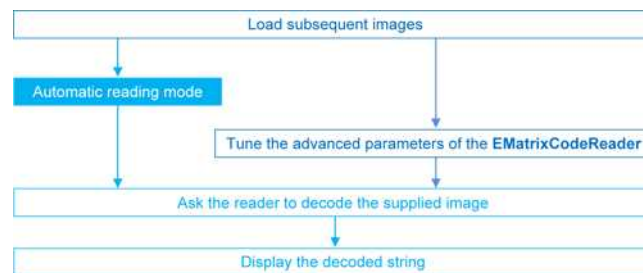 Load subsequent images
Automatic reading mode
Tune the advanced parameters of the EMatrixCodeReader
Ask the reader to decode the supplied image
Display the decoded string